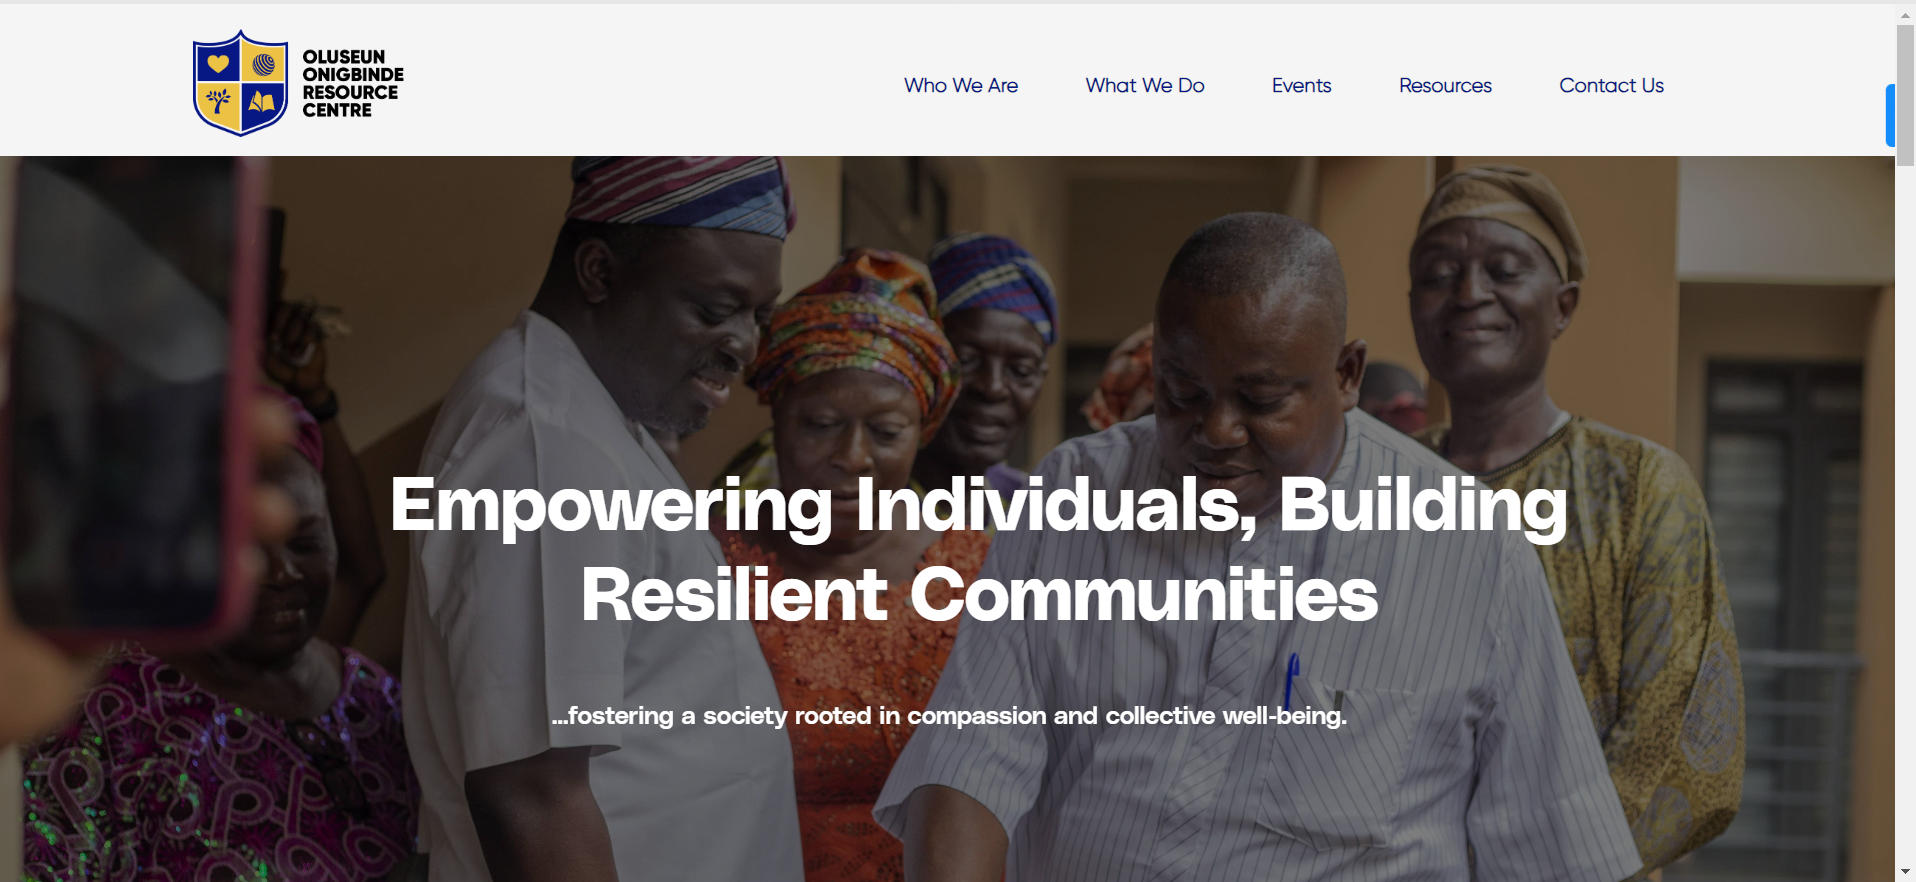 OLUSEUN
ONIGBINDE
RESOURCE
CENTRE
Who We Are
What We Do
Events
Resources
Contact Us
Empowering Individuals, Building
Resilient Communities
...fostering a society rooted in compassion and collective well-being.